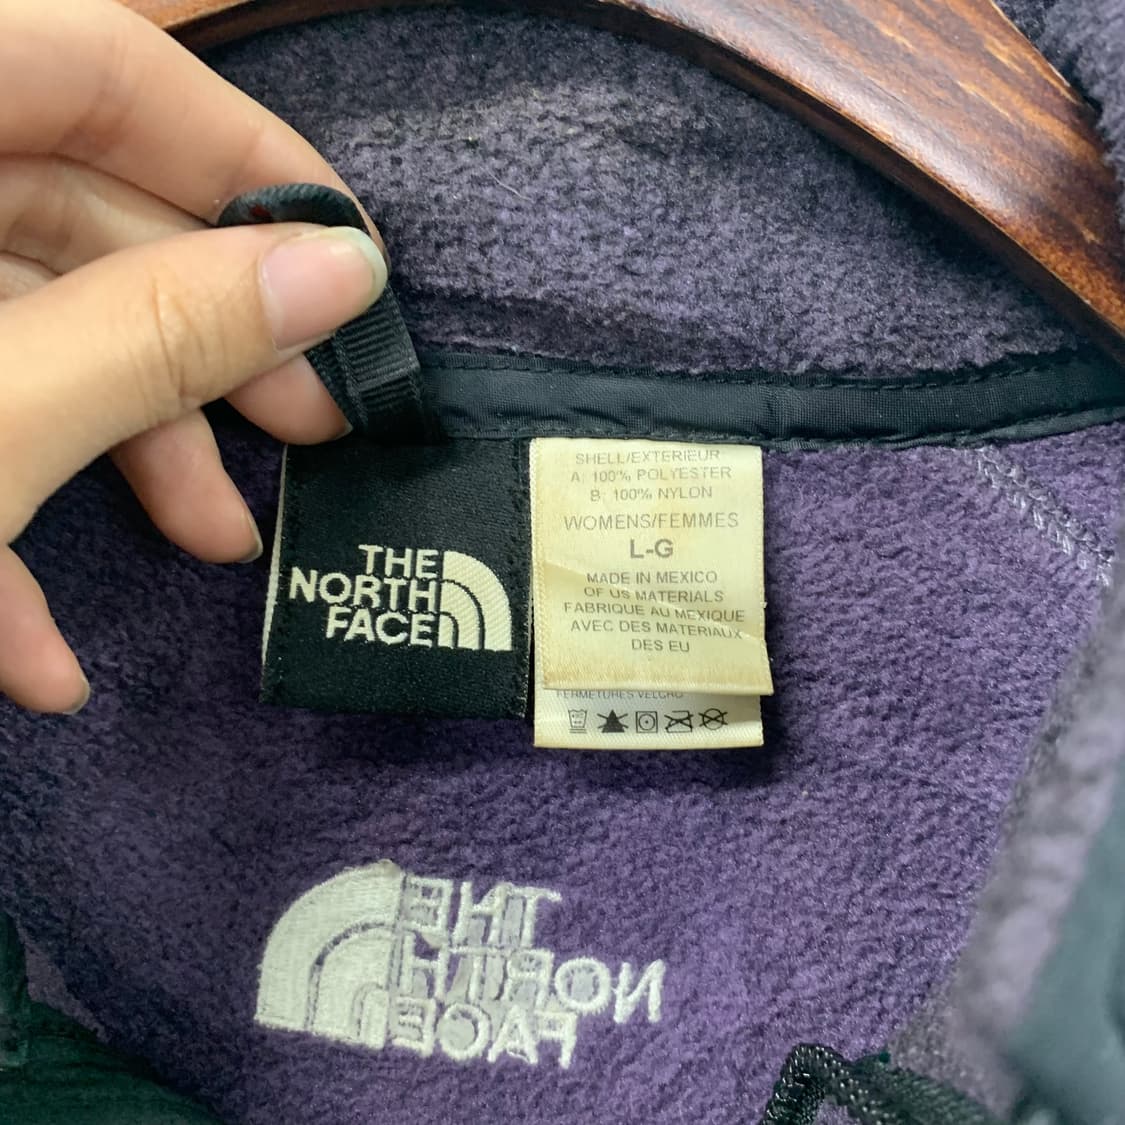 THE
NORTH
FACE
SHELL/EXTERIEUR
A: 100% POLYESTER
B: 100% NYLON
WOMENS/FEMMES
L-G
MADE IN MEXICO
OF US MATERIALS
FABRIQUE AU MEXIQUE
AVEC DES MATERIAUX
DES EU
FERMETURES VELCRO
THE
NORTH
FACE